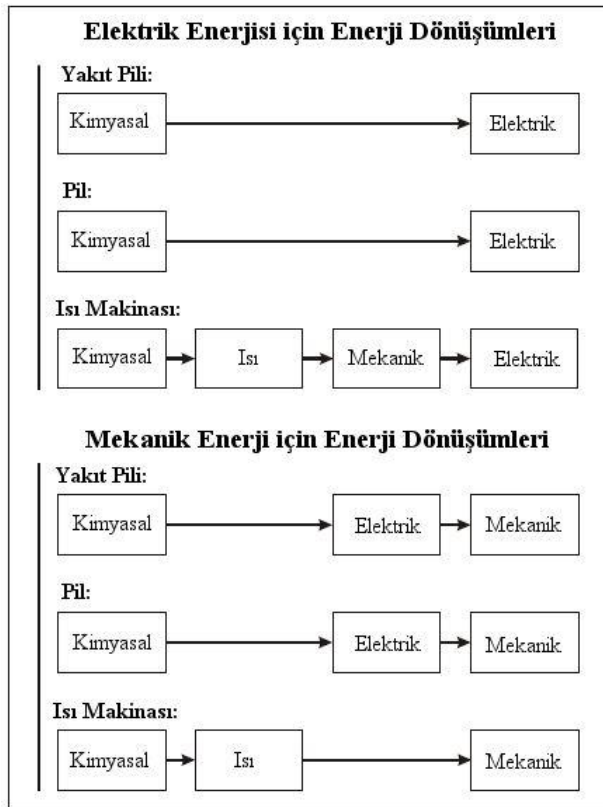 Elektrik Enerjisi için Enerji Dönüşümleri
Yakıt Pili:
Kimyasal Elektrik
Pil:
Kimyasal Elektrik
Isı Makinası:
Kimyasal Isı Mekanik Elektrik
Mekanik Enerji için Enerji Dönüşümleri
Yakıt Pili:
Kimyasal Elektrik Mekanik
Pil:
Kimyasal Elektrik Mekanik
Isı Makinası:
Kimyasal Isı Mekanik